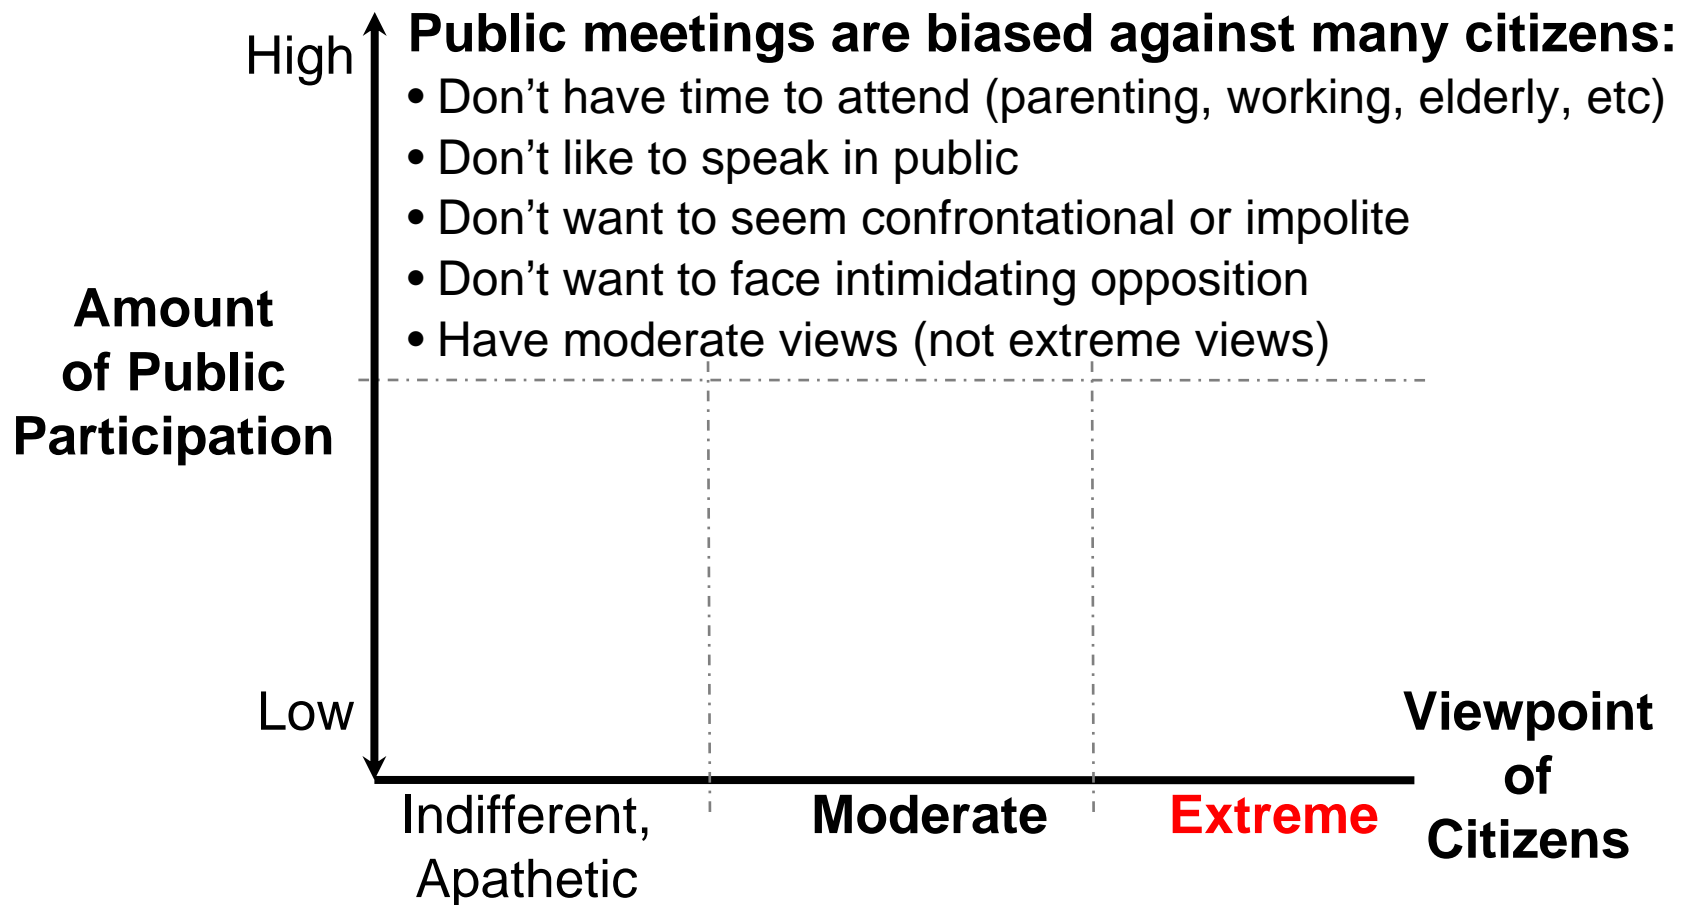 Public meetings are biased against many citizens:
• Don’t have time to attend (parenting, working, elderly, etc)
• Don’t like to speak in public
• Don’t want to seem confrontational or impolite
• Don’t want to face intimidating opposition
• Have moderate views (not extreme views)
High
Amount
of Public
Participation
Low
Indifferent,
Apathetic
Moderate
Extreme
Viewpoint
of
Citizens